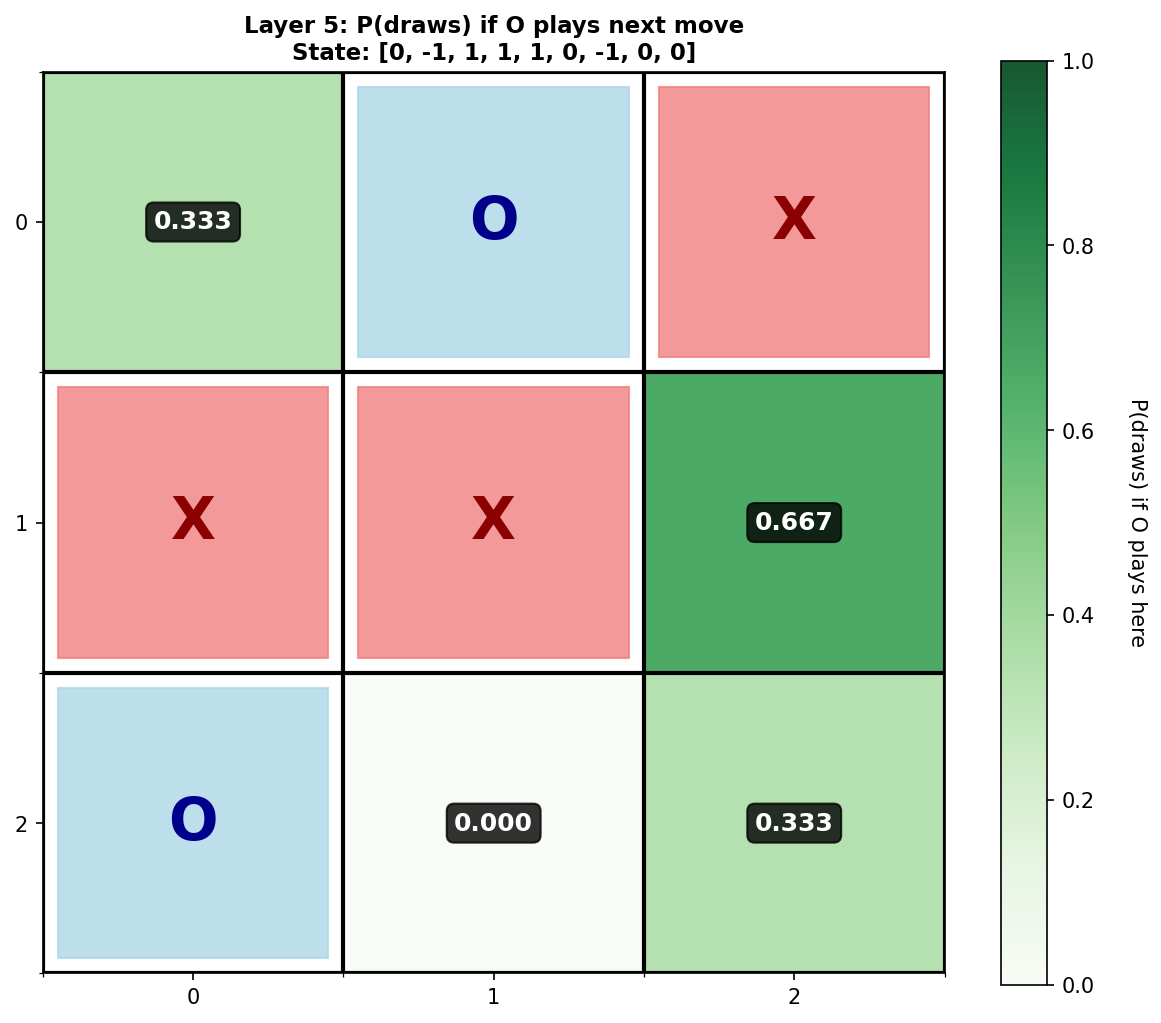 Layer 5: P(draws) if O plays next move
State: [0, -1, 1, 1, 1, 0, -1, 0, 0]
0.333
O
X
X
X
0.667
O
0.000
0.333
0
1
2
0
1
2
1.0
0.8
0.6
0.4
0.2
0.0
P(draws) if O plays here